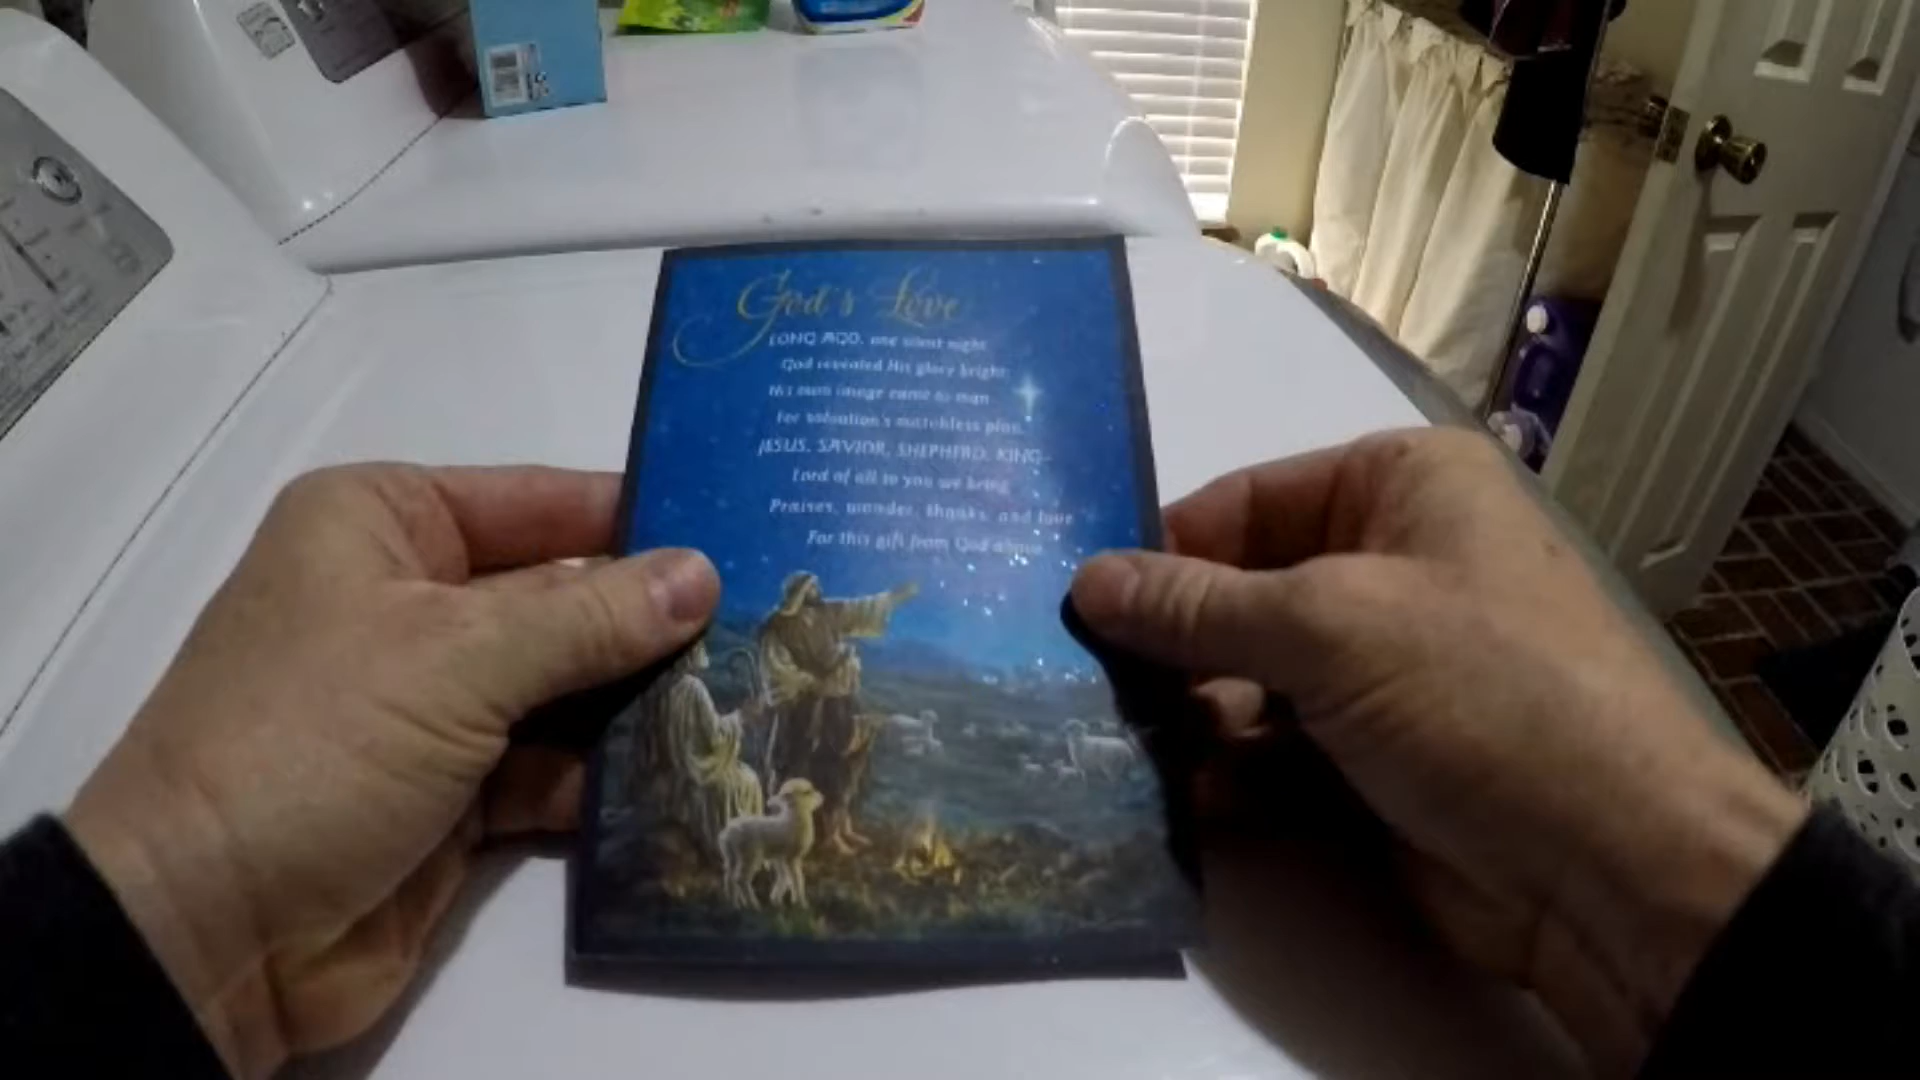 God's Love
LONG AGO, one silent night
God revealed His glory bright;
His own image came to man
For salvation's matchless plan.
JESUS, SAVIOR, SHEPHERD, KING–
Lord of all to you we bring
Praises, wonder, thanks, and love
For this gift from God above